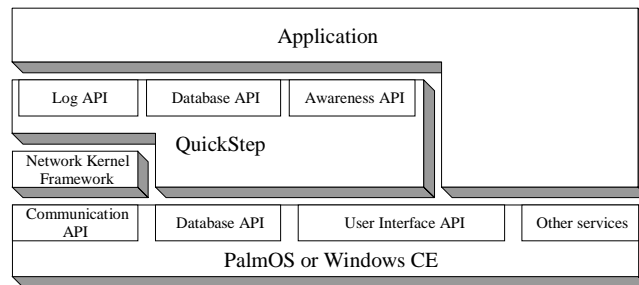 Application
Log API
Database API
Awareness API
QuickStep
Network Kernel
Framework
Communication
API
Database API
User Interface API
Other services
PalmOS or Windows CE